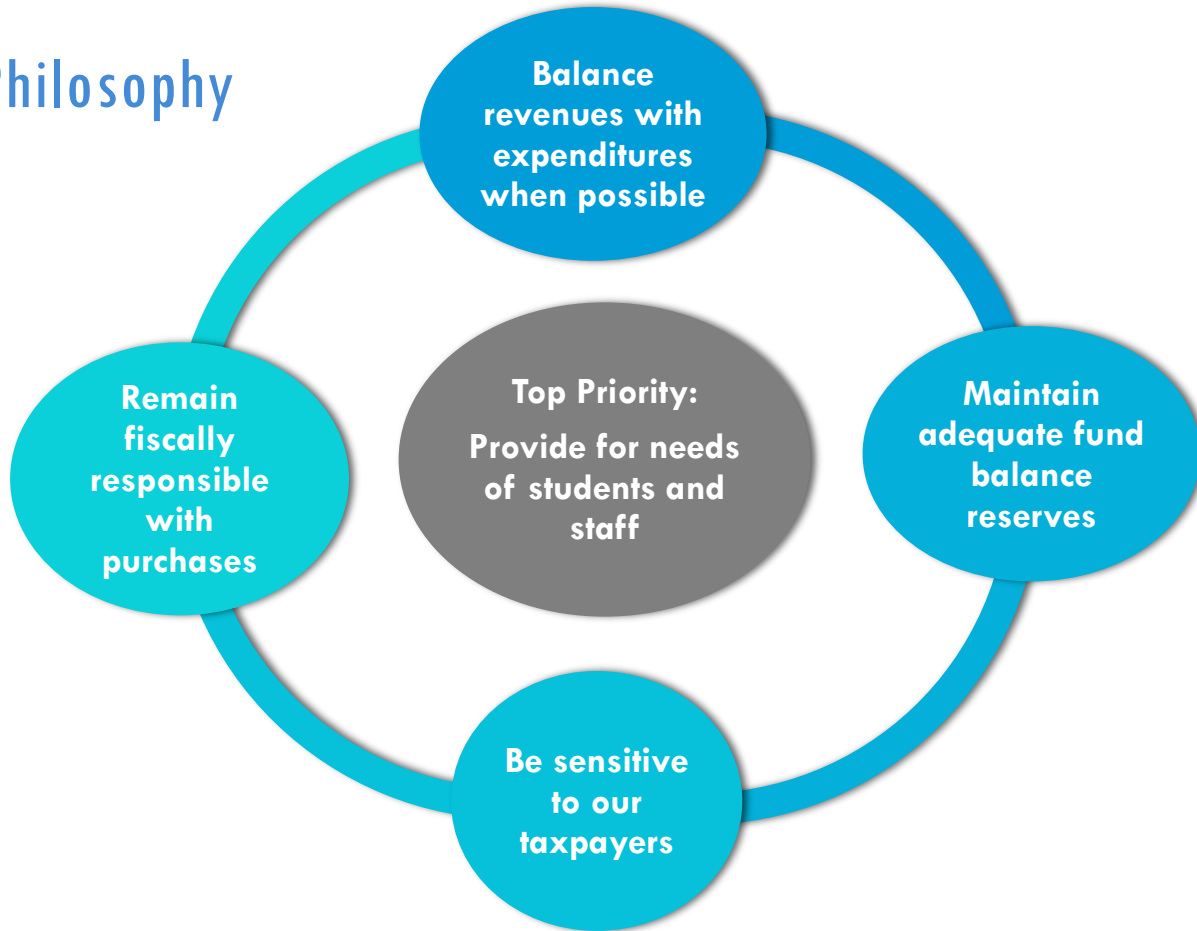 Philosophy
Balance
revenues with
expenditures
when possible
Remain
fiscally
responsible
with
purchases
Top Priority:
Provide for needs
of students and
staff
Maintain
adequate fund
balance
reserves
Be sensitive
to our
taxpayers